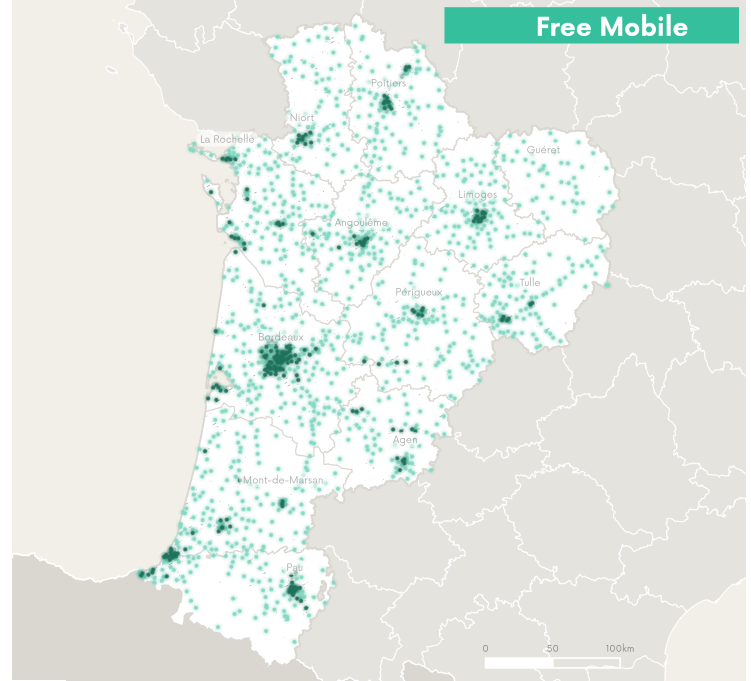 Free Mobile
Poitiers
Niort
La Rochelle
Guéret
Limoges
Angoulême
Tulle
Périgueux
Bordeaux
Agen
Mont-de-Marsan
Pau
0 50 100km